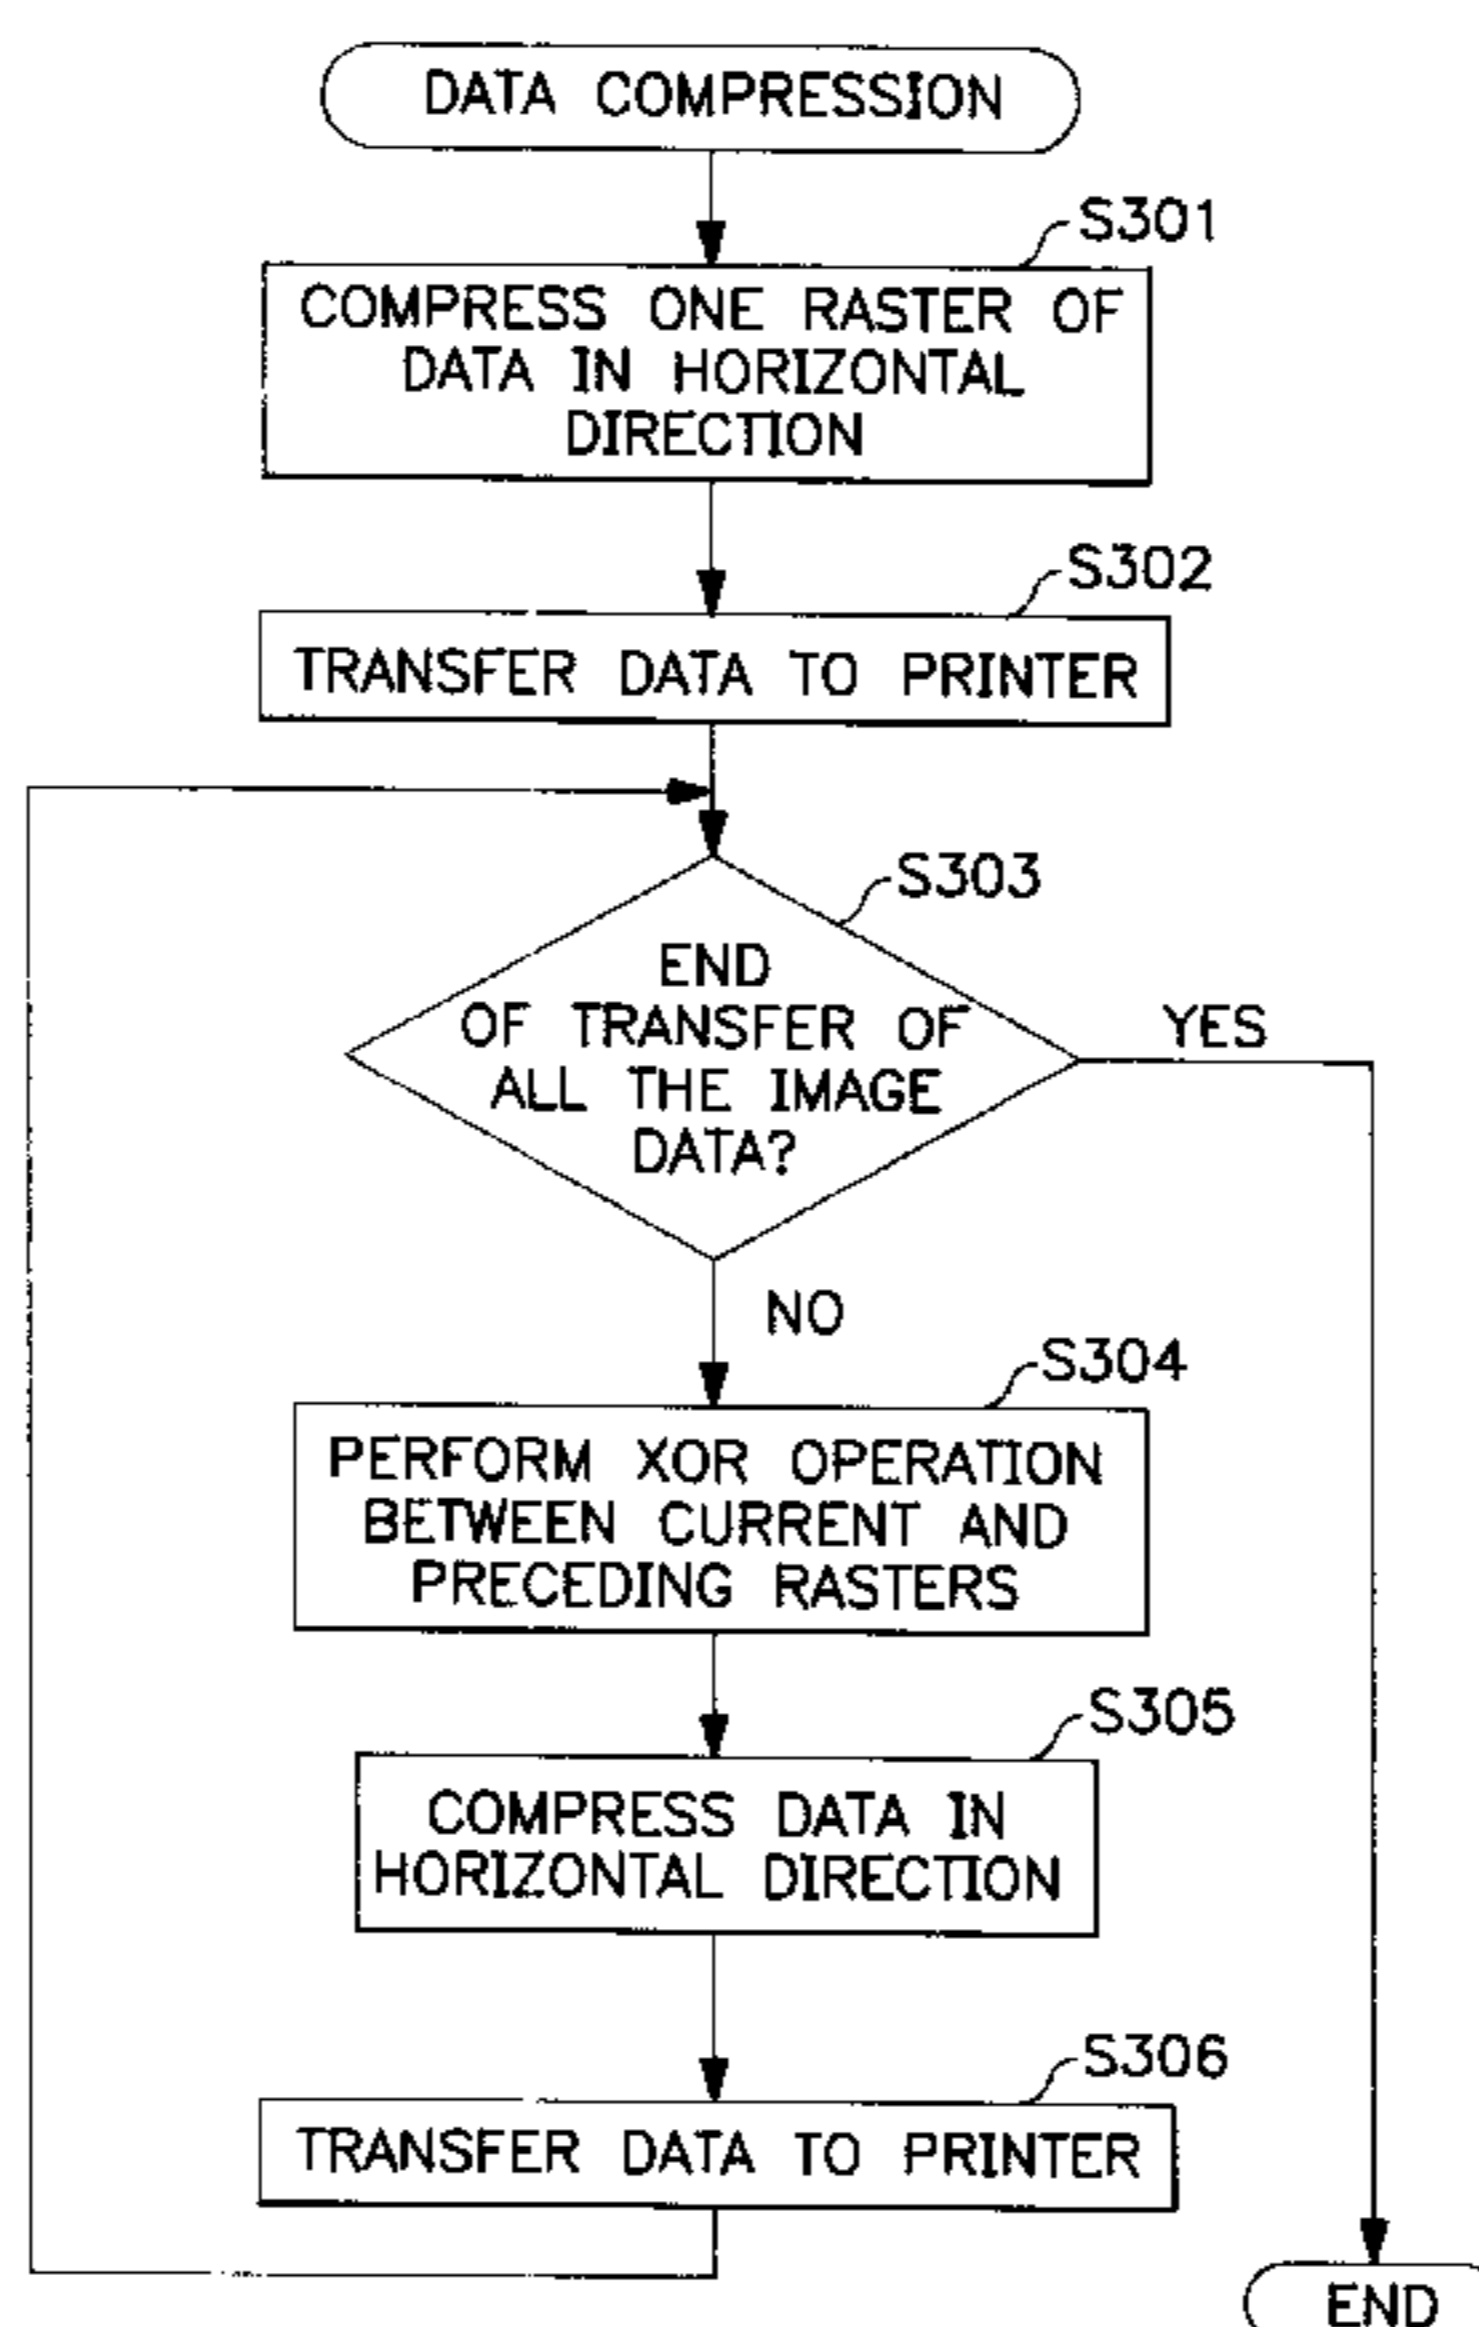 DATA COMPRESSION
S301
COMPRESS ONE RASTER OF
DATA IN HORIZONTAL
DIRECTION
S302
TRANSFER DATA TO PRINTER
S303
END
OF TRANSFER OF
ALL THE IMAGE
DATA?
YES
NO
S304
PERFORM XOR OPERATION
BETWEEN CURRENT AND
PRECEDING RASTERS
S305
COMPRESS DATA IN
HORIZONTAL DIRECTION
S306
TRANSFER DATA TO PRINTER
END